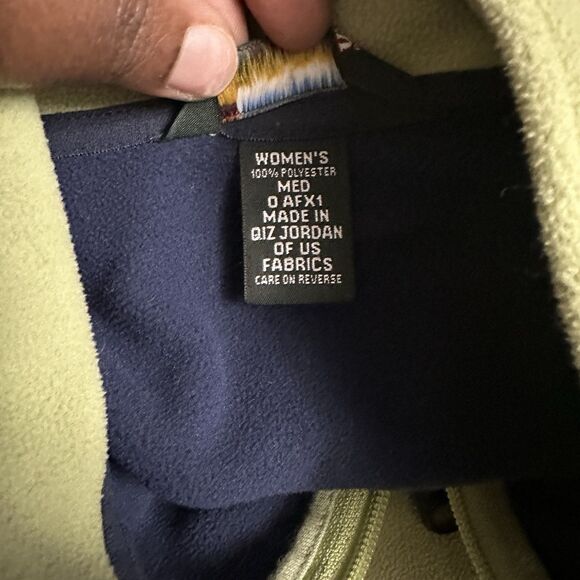 WOMEN'S
100% POLYESTER
MED
0 AFX1
MADE IN
QIZ JORDAN
OF US
FABRICS
CARE ON REVERSE